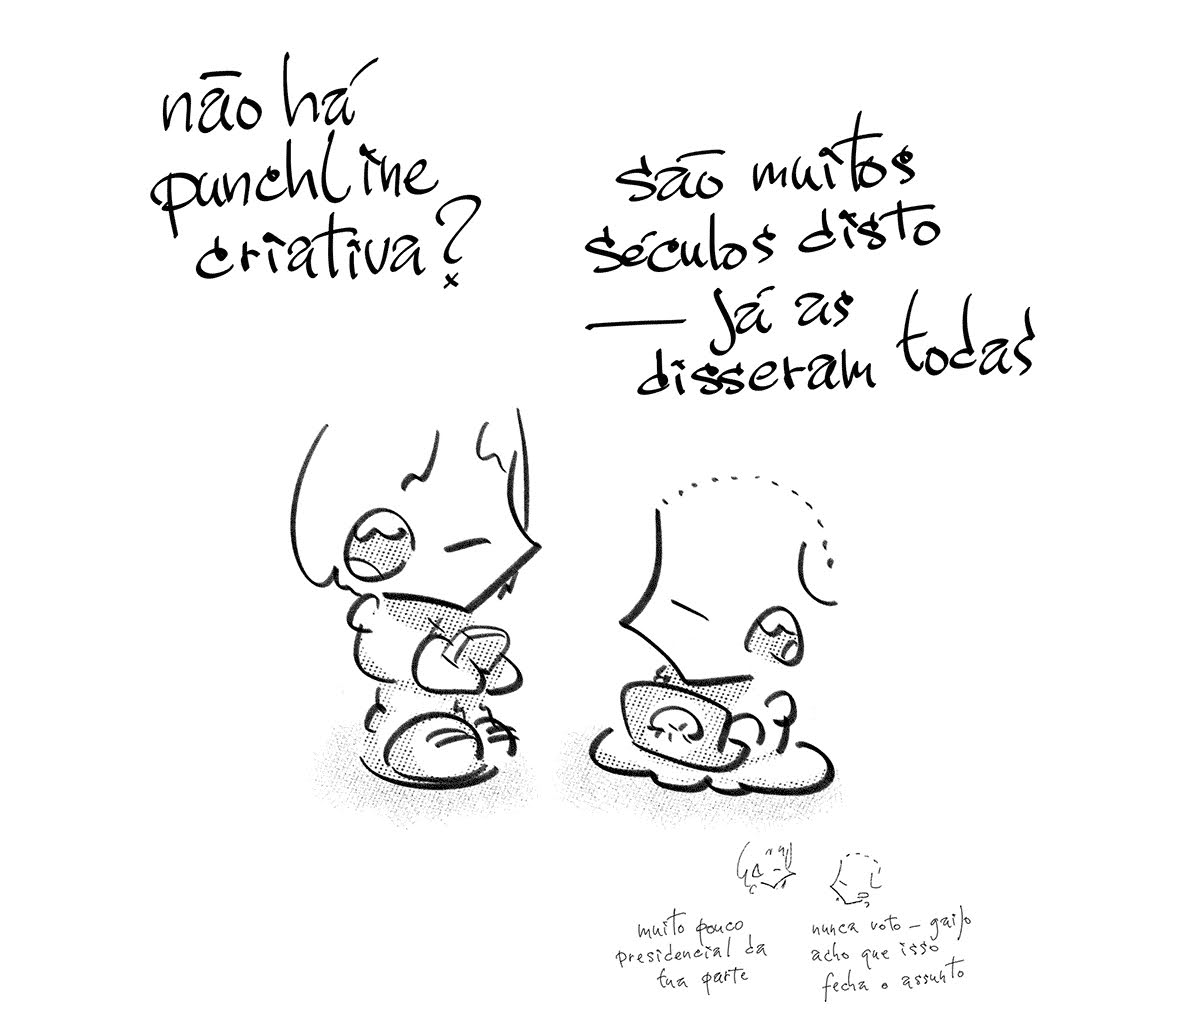 não há
punchline
criativa?
são muitos
séculos disto
— já as
disseram todas
muito pouco
presidencial da
tua parte
nunca voto — gaijo
acho que isso
fecha o assunto